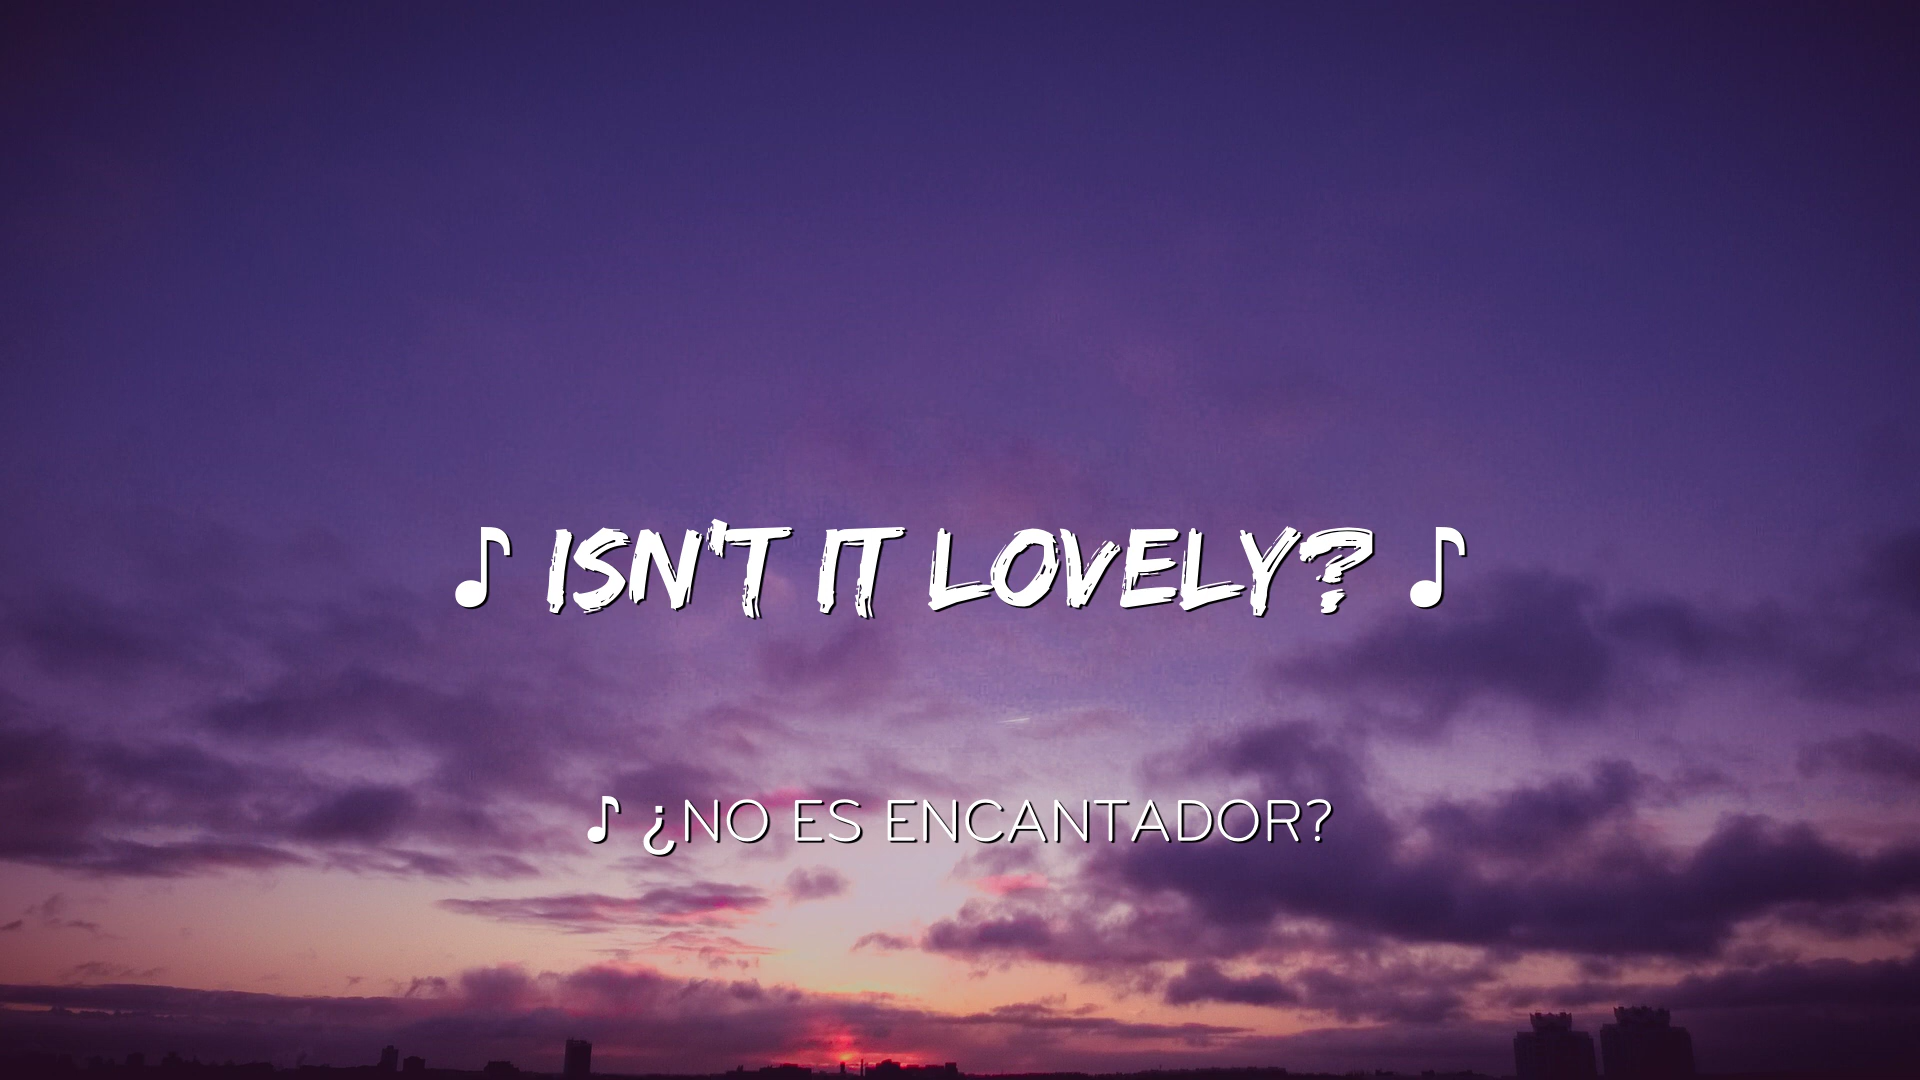 ♪ ISN'T IT LOVELY? ♪
♪ ¿NO ES ENCANTADOR?